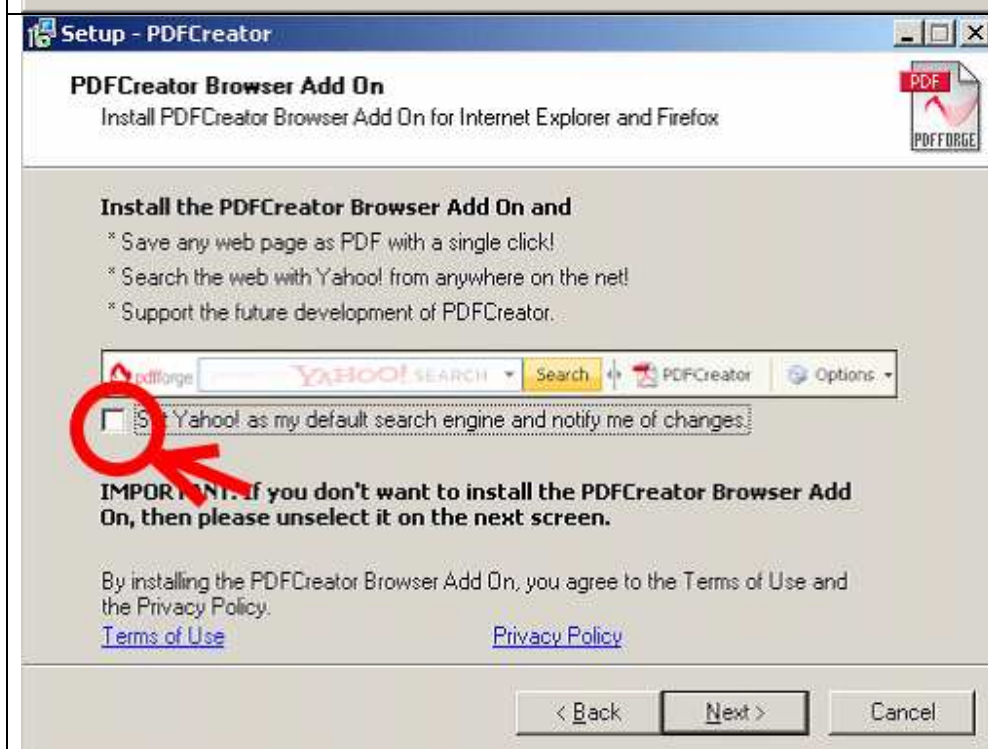 Setup - PDFCreator
PDFCreator Browser Add On
Install PDFCreator Browser Add On for Internet Explorer and Firefox
PDF
PDFFORGE
Install the PDFCreator Browser Add On and
* Save any web page as PDF with a single click!
* Search the web with Yahoo! from anywhere on the net!
* Support the future development of PDFCreator.
pdfforge YAHOO! SEARCH Search PDFCreator Options
Set Yahoo! as my default search engine and notify me of changes.
IMPORTANT: If you don't want to install the PDFCreator Browser Add
On, then please unselect it on the next screen.
By installing the PDFCreator Browser Add On, you agree to the Terms of Use and
the Privacy Policy.
Terms of Use Privacy Policy
< Back Next > Cancel